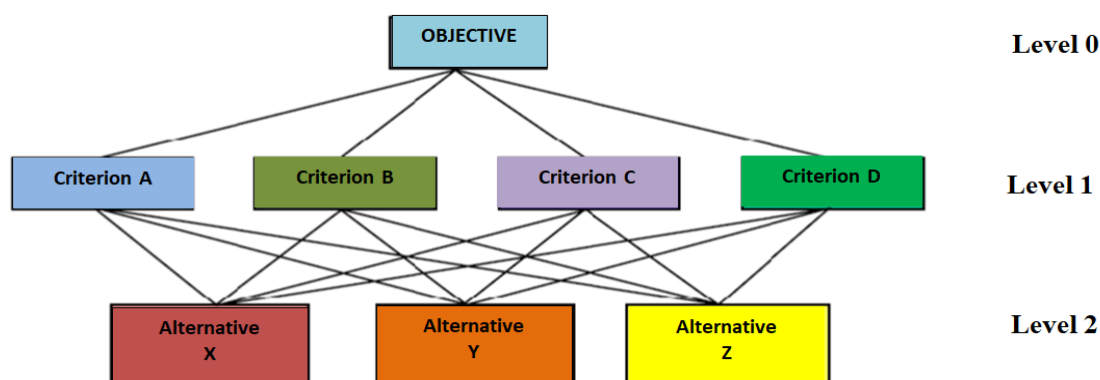 OBJECTIVE
Level 0
Criterion A
Criterion B
Criterion C
Criterion D
Level 1
Alternative
X
Alternative
Y
Alternative
Z
Level 2